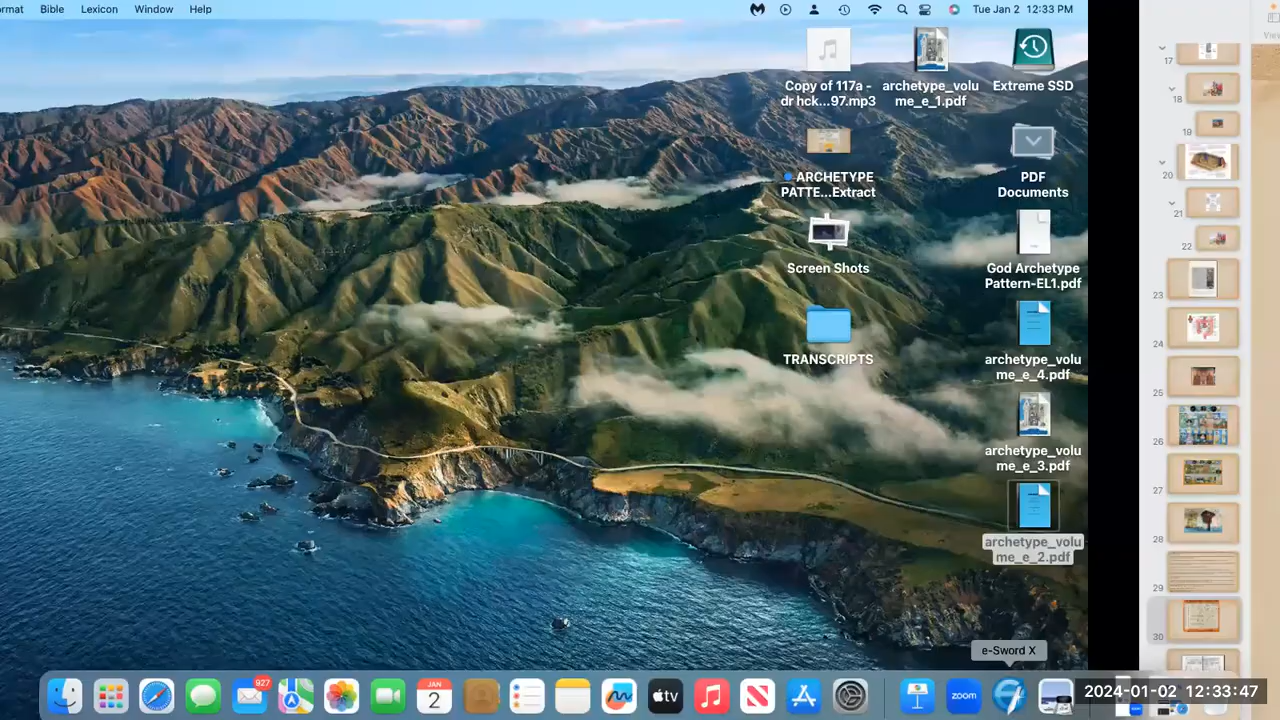 rmat Bible Lexicon Window Help
Tue Jan 2 12:33 PM
Copy of 117a -
dr hck...97.mp3
archetype_volu
me_e_1.pdf
Extreme SSD
ARCHETYPE
PATTE...Extract
PDF
Documents
Screen Shots
God Archetype
Pattern-EL1.pdf
TRANSCRIPTS
archetype_volu
me_e_4.pdf
archetype_volu
me_e_3.pdf
archetype_volu
me_e_2.pdf
e-Sword X
927
JAN
2
tv
zoom
2024-01-02 12:33:47
17
18
19
20
21
22
23
24
25
26
27
28
29
30